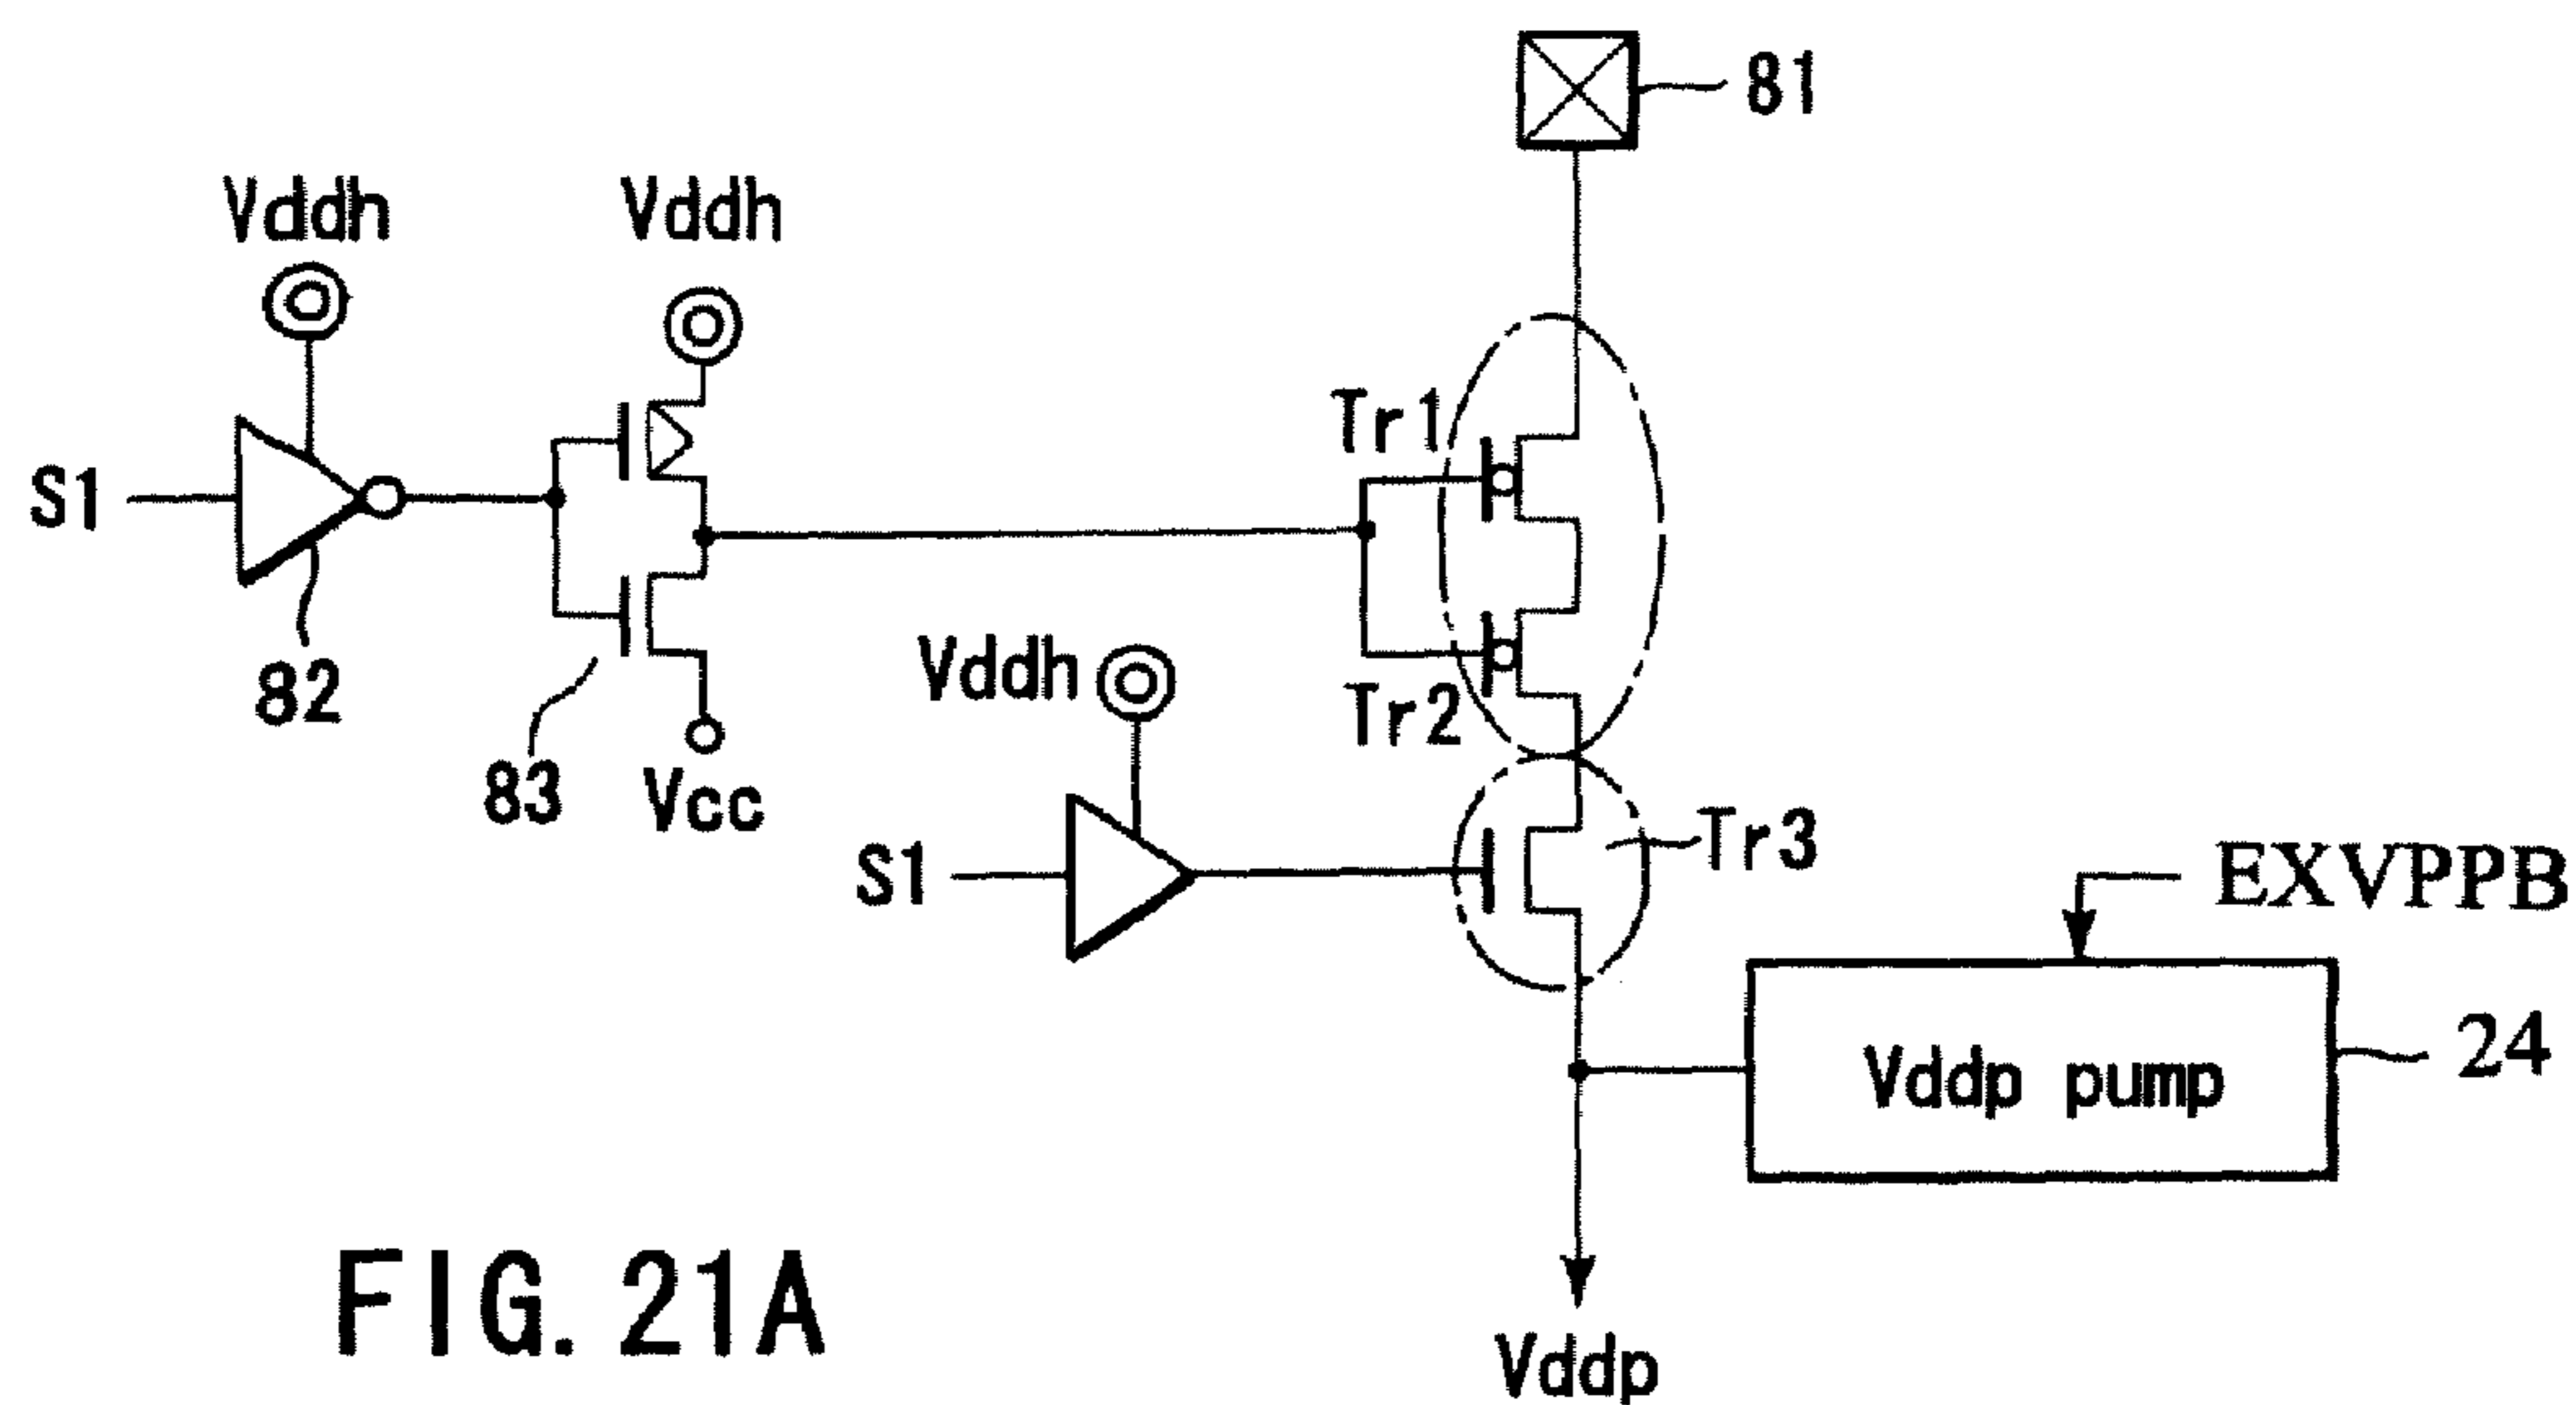 81
Vddh
Vddh
Tr1
S1
82
Vddh
Tr2
83
Vcc
Tr3
S1
EXVPPB
Vddp pump
24
FIG. 21A
Vddp